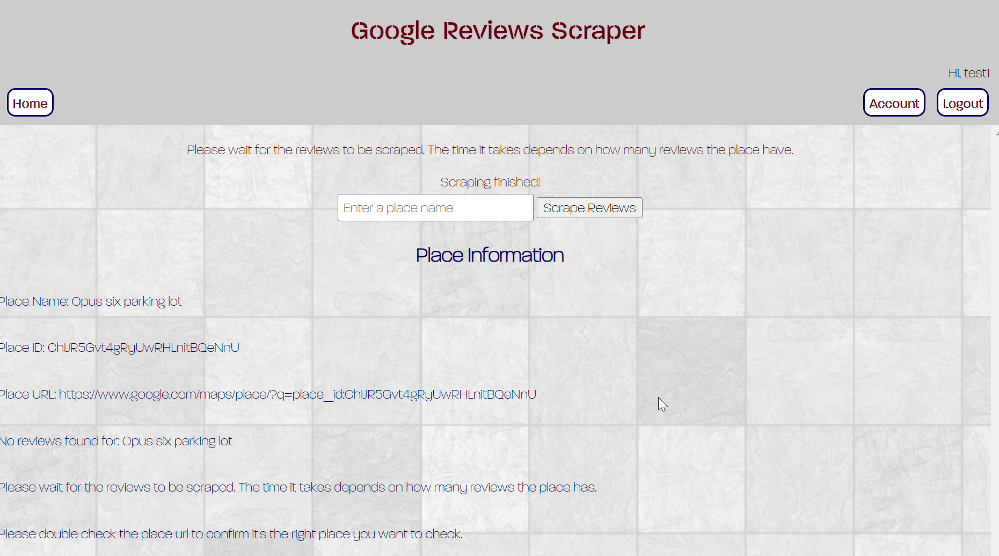 Google Reviews Scraper
Hi, test1
Home
Account
Logout
Please wait for the reviews to be scraped. The time it takes depends on how many reviews the place have.
Scraping finished!
Enter a place name
Scrape Reviews
Place Information
Place Name: Opus six parking lot
Place ID: ChIJR5Gvt4gRyUwRHLnitBQeNnU
Place URL: https://www.google.com/maps/place/?q=place_id:ChIJR5Gvt4gRyUwRHLnitBQeNnU
No reviews found for: Opus six parking lot
Please wait for the reviews to be scraped. The time it takes depends on how many reviews the place has.
Please double check the place url to confirm it's the right place you want to check.